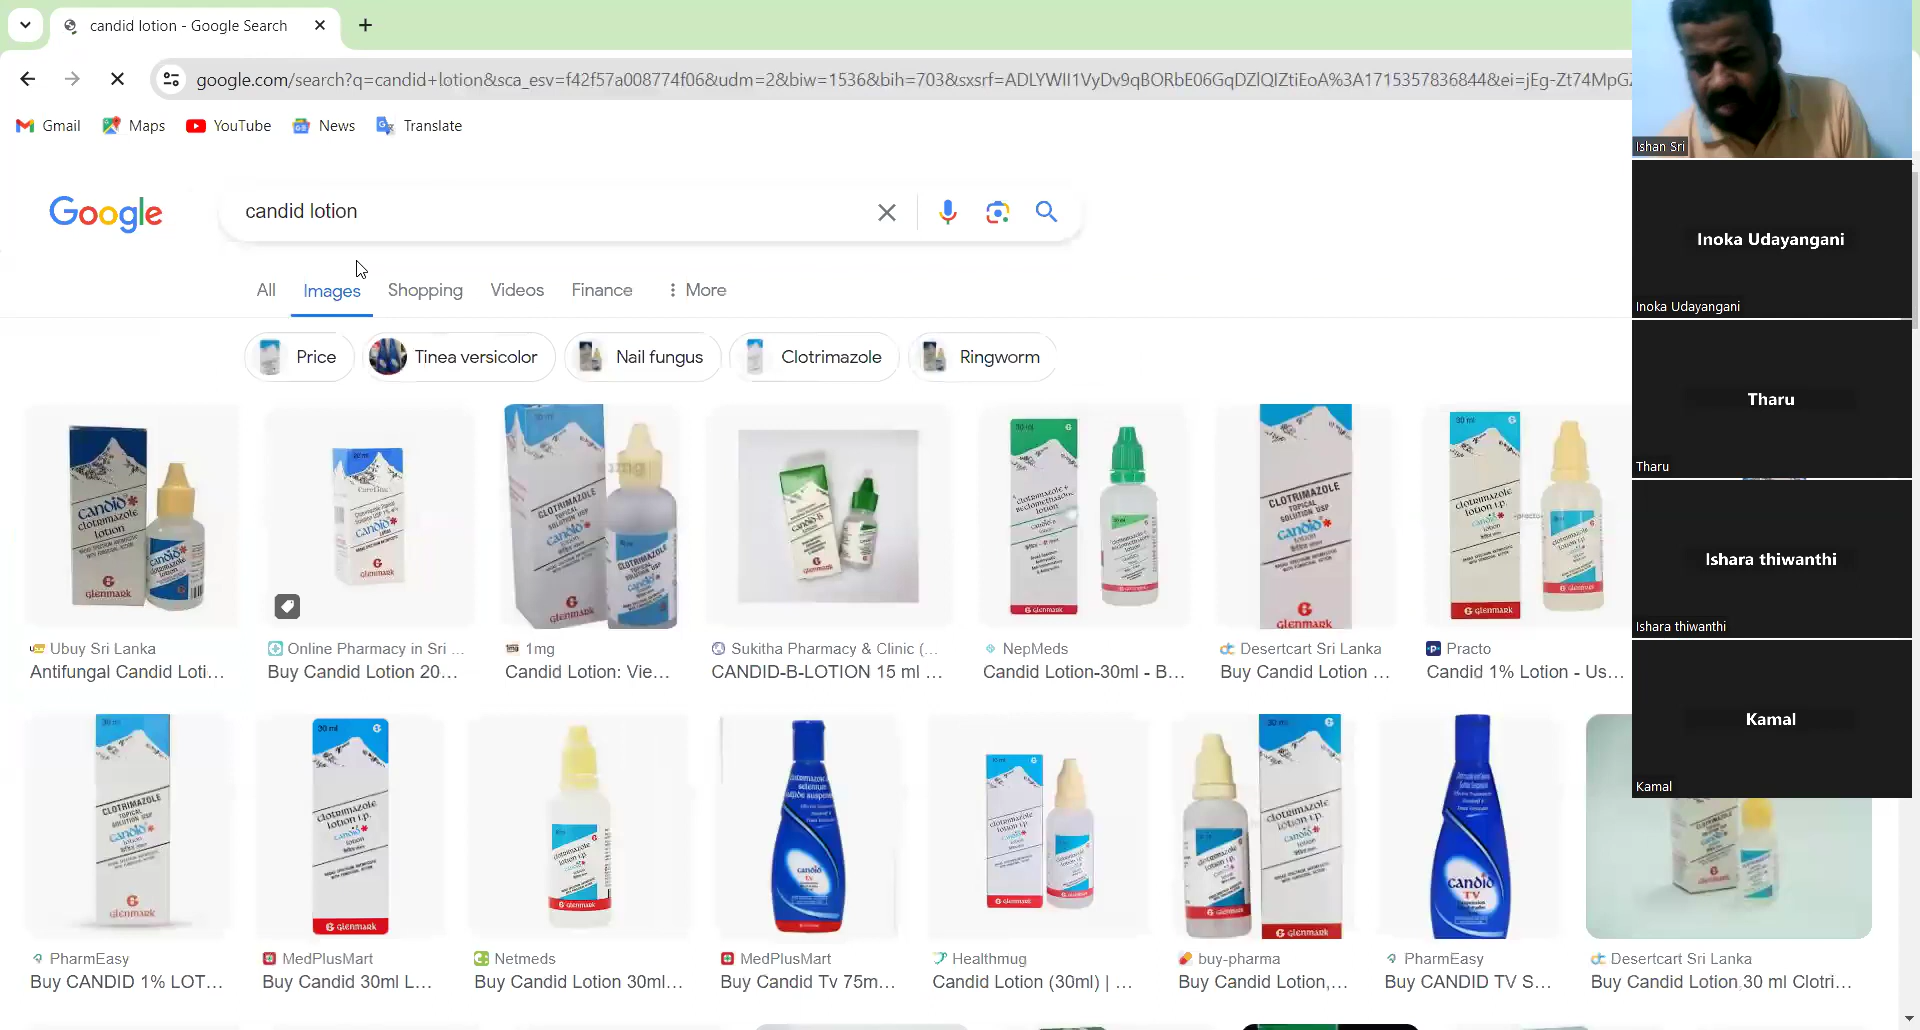 candid lotion - Google Search
google.com/search?q=candid+lotion&sca_esv=f42f57a008774f06&udm=2&biw=1536&bih=703&sxsrf=ADLYWII1VyDv9qBORbE06GqDZlQIZtiEoA%3A1715357836844&ei=jEg-Zt74MpGZ
Gmail Maps YouTube News Translate
Google
candid lotion
All Images Shopping Videos Finance More
Price Tinea versicolor Nail fungus Clotrimazole Ringworm
Ubuy Sri Lanka
Antifungal Candid Loti...
Online Pharmacy in Sri ...
Buy Candid Lotion 20...
1mg
Candid Lotion: Vie...
Sukitha Pharmacy & Clinic (...
CANDID-B-LOTION 15 ml ...
NepMeds
Candid Lotion-30ml - B...
Desertcart Sri Lanka
Buy Candid Lotion ...
Practo
Candid 1% Lotion - Us...
PharmEasy
Buy CANDID 1% LOT...
MedPlusMart
Buy Candid 30ml L...
Netmeds
Buy Candid Lotion 30ml...
MedPlusMart
Buy Candid Tv 75m...
Healthmug
Candid Lotion (30ml) | ...
buy-pharma
Buy Candid Lotion,...
PharmEasy
Buy CANDID TV S...
Desertcart Sri Lanka
Buy Candid Lotion 30 ml Clotri...
Ishan Sri
Inoka Udayangani
Inoka Udayangani
Tharu
Tharu
Ishara thiwanthi
Ishara thiwanthi
Kamal
Kamal